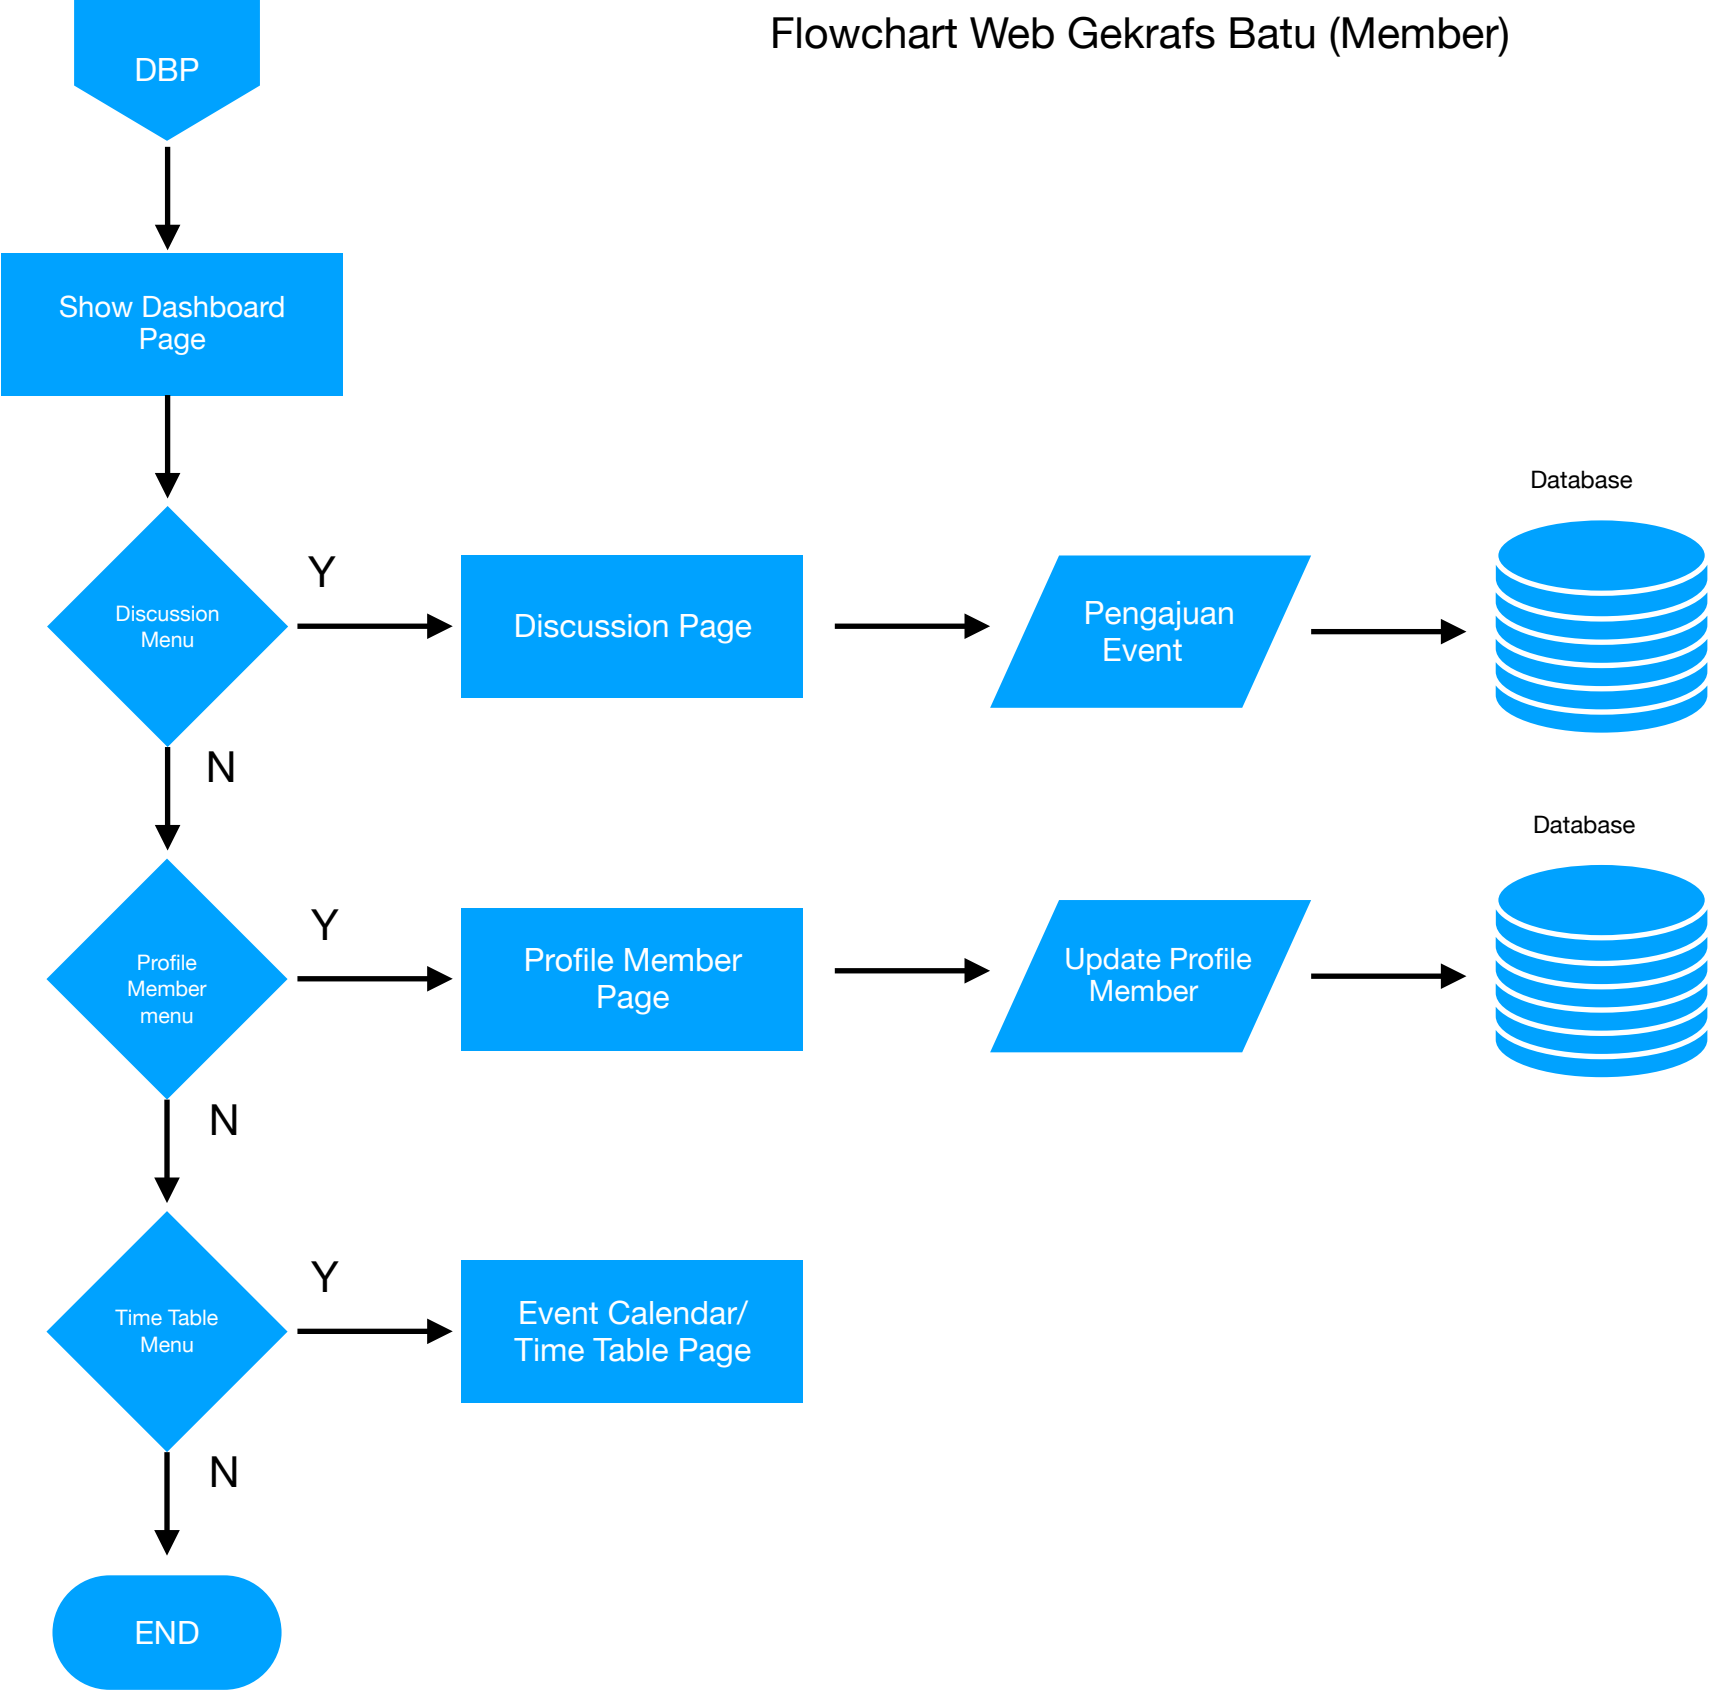 Flowchart Web Gekrafs Batu (Member)
DBP
Show Dashboard
Page
Discussion
Menu
Y
Discussion Page
Pengajuan
Event
Database
N
Profile
Member
menu
Y
Profile Member
Page
Update Profile
Member
Database
N
Time Table
Menu
Y
Event Calendar/
Time Table Page
N
END